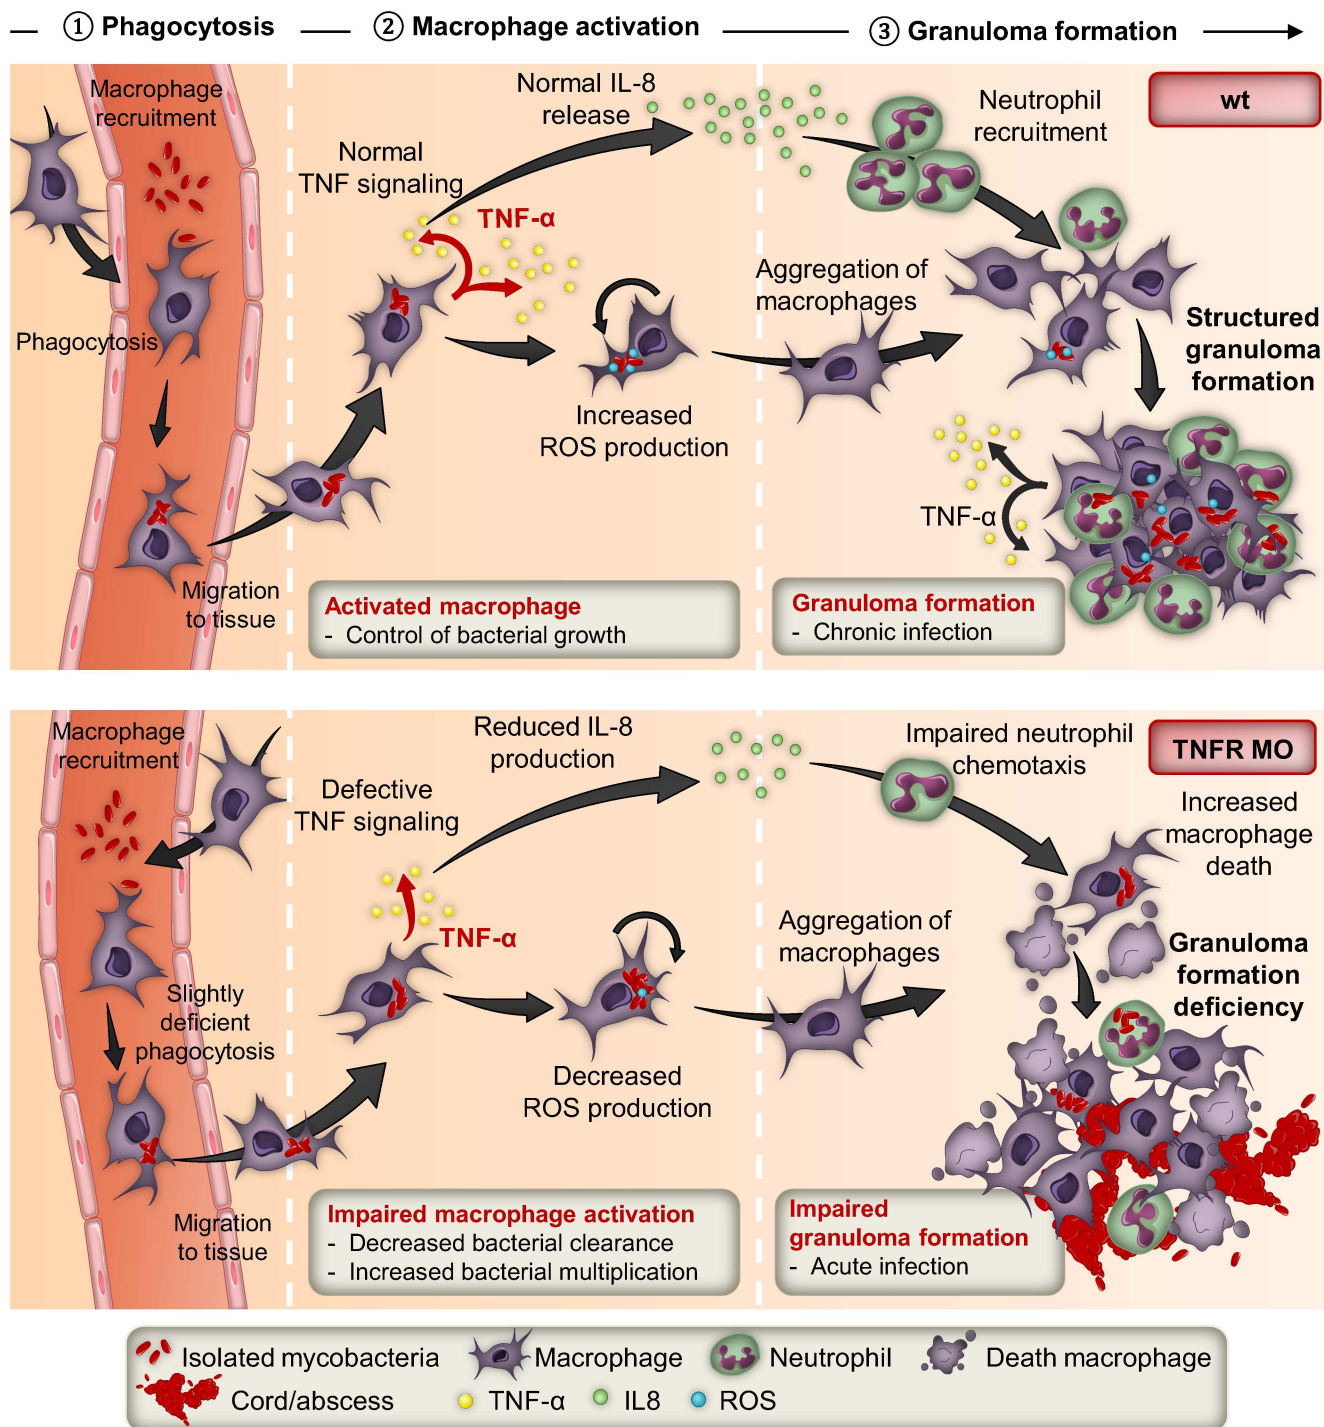 ① Phagocytosis
② Macrophage activation
③ Granuloma formation
Macrophage
recruitment
Normal IL-8
release
Neutrophil
recruitment
wt
Normal
TNF signaling
TNF-α
Aggregation of
macrophages
Phagocytosis
Structured
granuloma
formation
Increased
ROS production
TNF-α
Migration
to tissue
Activated macrophage
- Control of bacterial growth
Granuloma formation
- Chronic infection
Macrophage
recruitment
Reduced IL-8
production
Impaired neutrophil
chemotaxis
TNFR MO
Defective
TNF signaling
Increased
macrophage
death
TNF-α
Aggregation of
macrophages
Granuloma
formation
deficiency
Slightly
deficient
phagocytosis
Decreased
ROS production
Migration
to tissue
Impaired macrophage activation
- Decreased bacterial clearance
- Increased bacterial multiplication
Impaired
granuloma formation
- Acute infection
Isolated mycobacteria
Macrophage
Neutrophil
Death macrophage
Cord/abscess
TNF-α
IL8
ROS